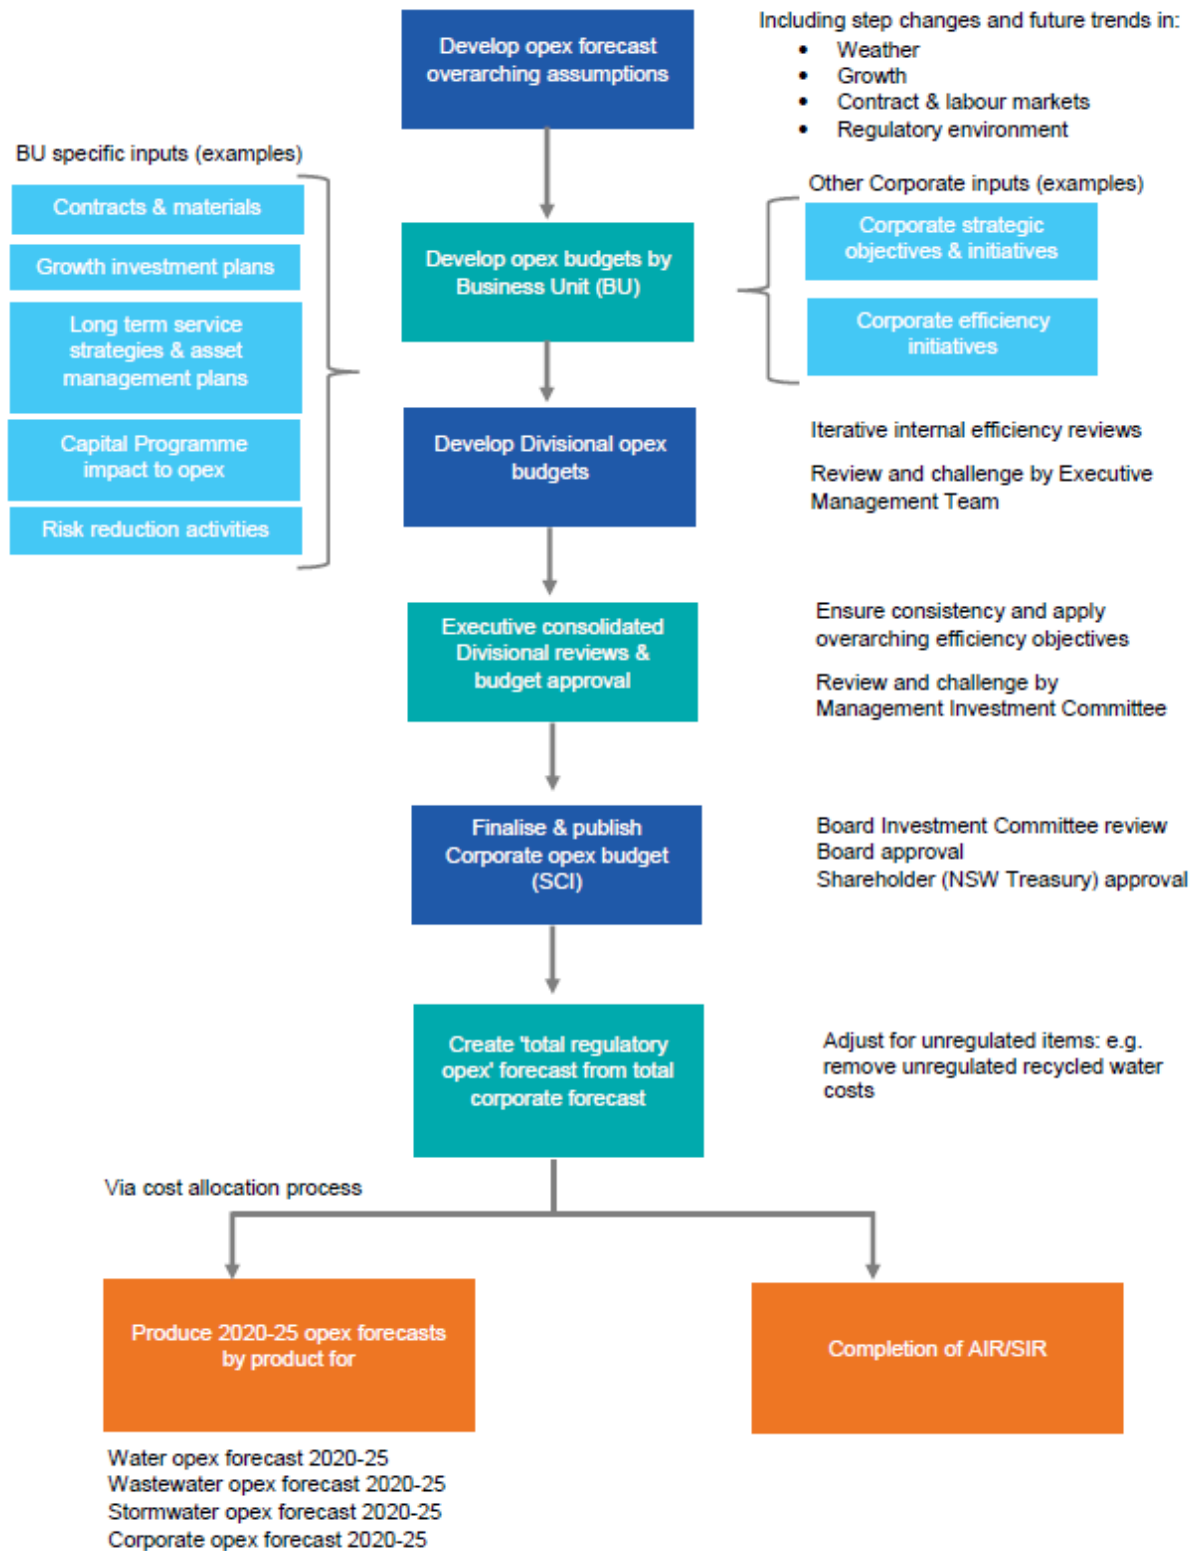 Develop opex forecast
overarching assumptions
Including step changes and future trends in:
• Weather
• Growth
• Contract & labour markets
• Regulatory environment
BU specific inputs (examples)
Contracts & materials
Growth investment plans
Long term service
strategies & asset
management plans
Capital Programme
impact to opex
Risk reduction activities
Develop opex budgets by
Business Unit (BU)
Other Corporate inputs (examples)
Corporate strategic
objectives & initiatives
Corporate efficiency
initiatives
Develop Divisional opex
budgets
Iterative internal efficiency reviews
Review and challenge by Executive
Management Team
Executive consolidated
Divisional reviews &
budget approval
Ensure consistency and apply
overarching efficiency objectives
Review and challenge by
Management Investment Committee
Finalise & publish
Corporate opex budget
(SCI)
Board Investment Committee review
Board approval
Shareholder (NSW Treasury) approval
Create 'total regulatory
opex' forecast from total
corporate forecast
Adjust for unregulated items: e.g.
remove unregulated recycled water
costs
Via cost allocation process
Produce 2020-25 opex forecasts
by product for
Completion of AIR/SIR
Water opex forecast 2020-25
Wastewater opex forecast 2020-25
Stormwater opex forecast 2020-25
Corporate opex forecast 2020-25